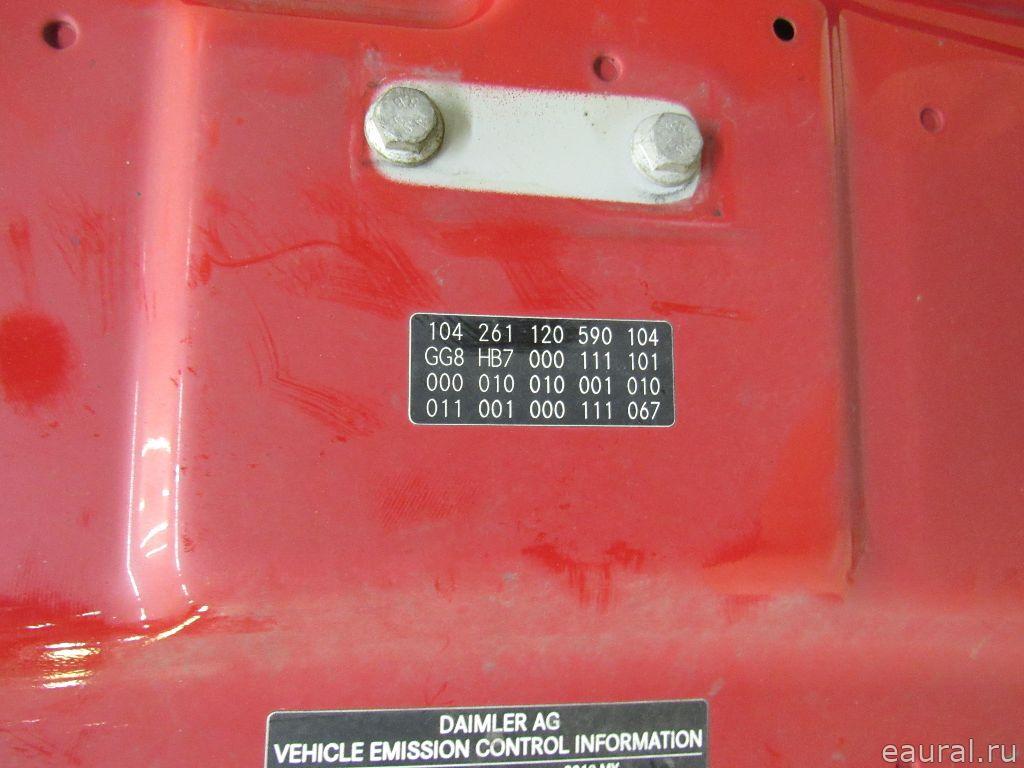 104 261 120 590 104
GG8 HB7 000 111 101
000 010 010 001 010
011 001 000 111 067
DAIMLER AG
VEHICLE EMISSION CONTROL INFORMATION
eaural.ru